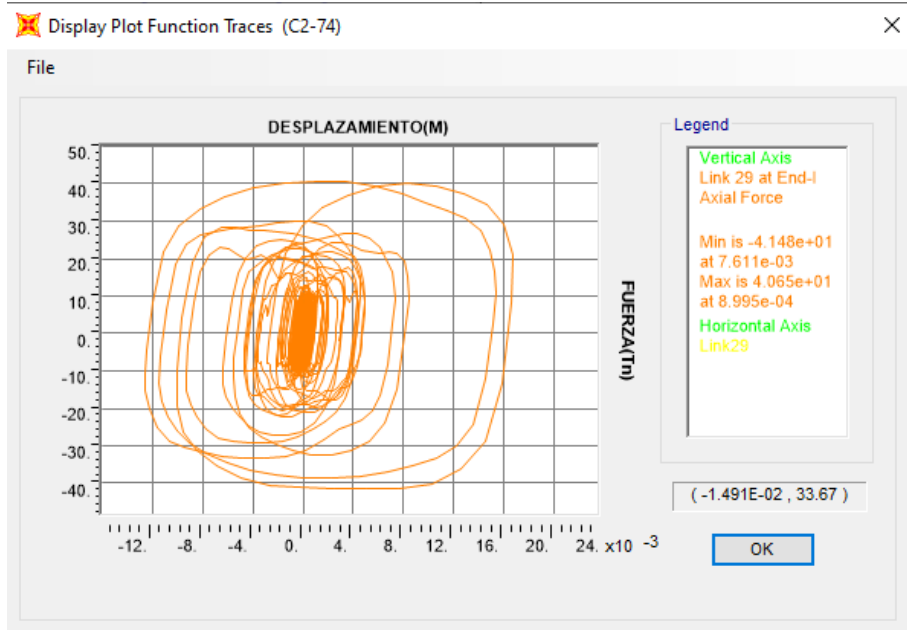 Display Plot Function Traces (C2-74)
File
DESPLAZAMIENTO(M)
50.
40.
30.
20.
10.
0.
-10.
-20.
-30.
-40.
-12. -8. -4. 0. 4. 8. 12. 16. 20. 24. x10 -3
FUERZA(Tn)
Legend
Vertical Axis
Link 29 at End-I
Axial Force
Min is -4.148e+01
at 7.611e-03
Max is 4.065e+01
at 8.995e-04
Horizontal Axis
Link29
( -1.491E-02 , 33.67 )
OK